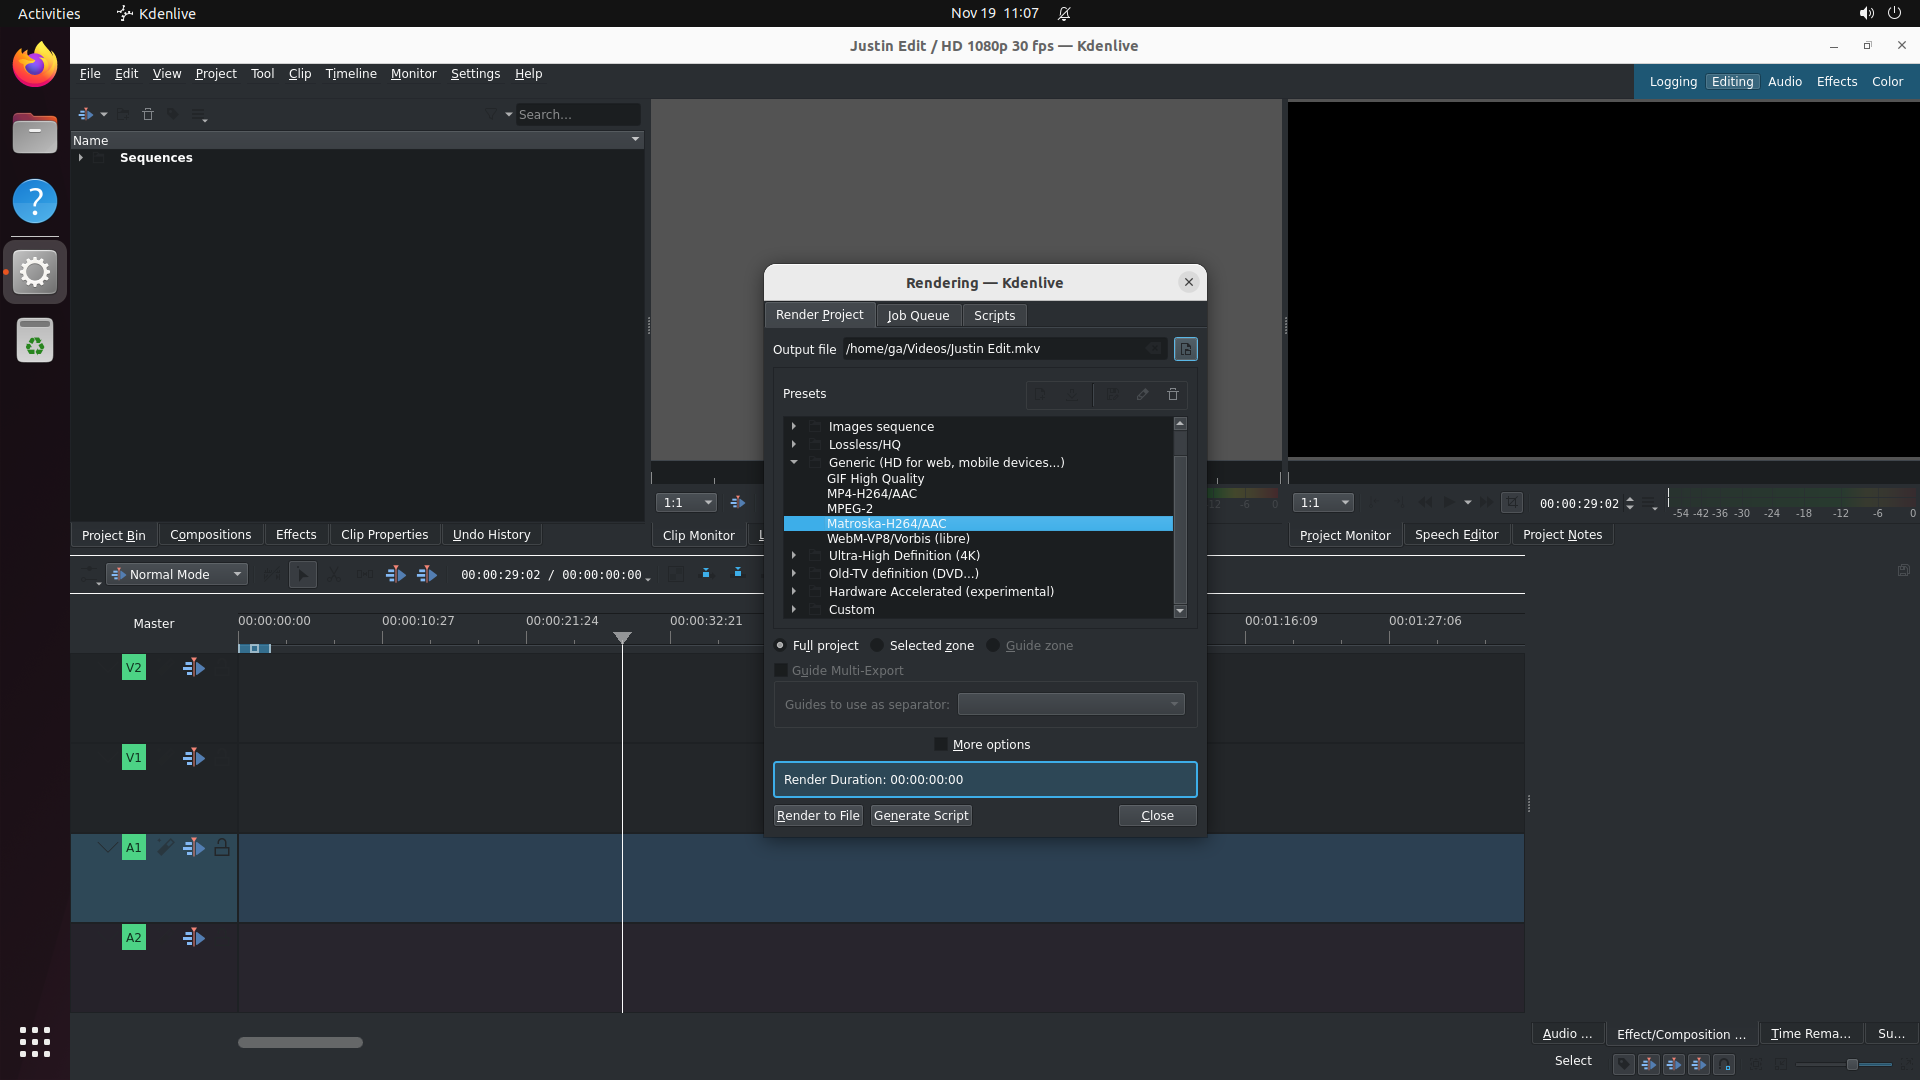 Activities
Kdenlive
Nov 19 11:07
Justin Edit / HD 1080p 30 fps — Kdenlive
File Edit View Project Tool Clip Timeline Monitor Settings Help
Logging Editing Audio Effects Color
Search...
Name
Sequences
Rendering — Kdenlive
Render Project Job Queue Scripts
Output file /home/ga/Videos/Justin Edit.mkv
Presets
Images sequence
Lossless/HQ
Generic (HD for web, mobile devices...)
GIF High Quality
MP4-H264/AAC
MPEG-2
Matroska-H264/AAC
WebM-VP8/Vorbis (libre)
Ultra-High Definition (4K)
Old-TV definition (DVD...)
Hardware Accelerated (experimental)
Custom
Full project Selected zone Guide zone
Guide Multi-Export
Guides to use as separator:
More options
Render Duration: 00:00:00:00
Render to File Generate Script Close
1:1
-12 -6 0
1:1
00:00:29:02
-54 -42 -36 -30 -24 -18 -12 -6 0
Project Bin Compositions Effects Clip Properties Undo History
Clip Monitor
Project Monitor Speech Editor Project Notes
Normal Mode
00:00:29:02 / 00:00:00:00
Master
00:00:00:00 00:00:10:27 00:00:21:24 00:00:32:21 00:01:16:09 00:01:27:06
V2
V1
A1
A2
Audio ... Effect/Composition ... Time Rema... Su...
Select